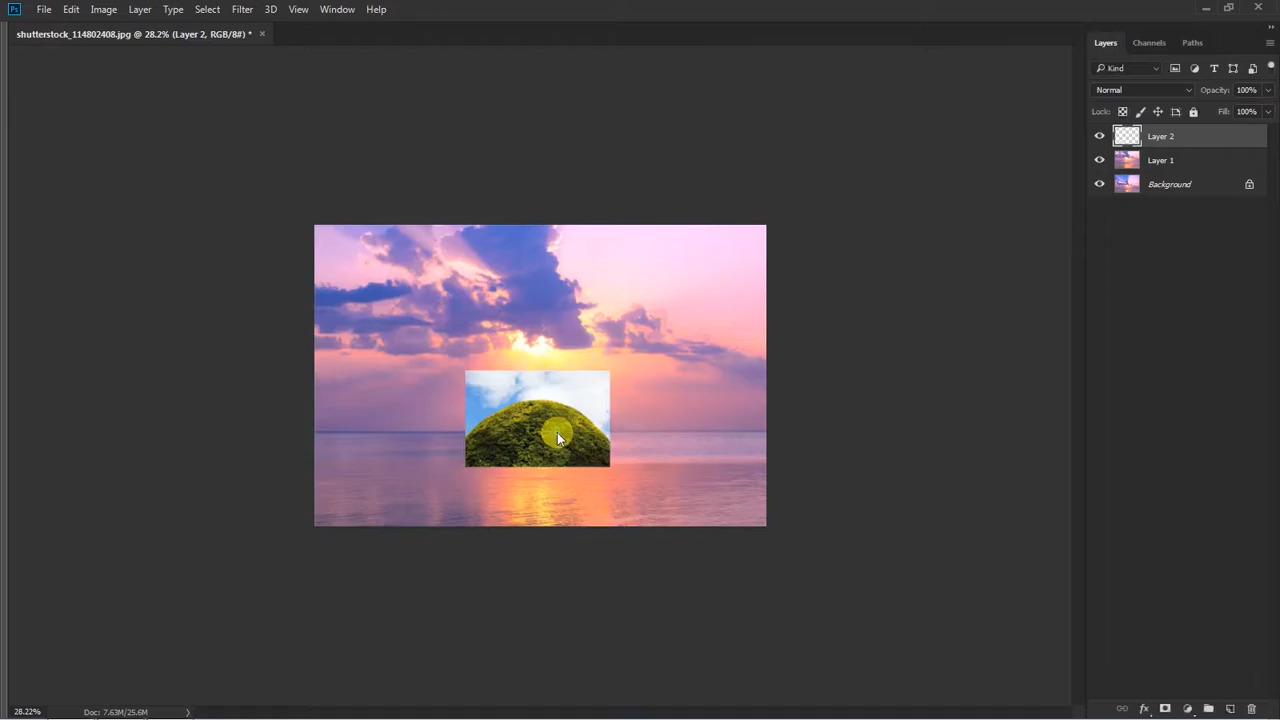 Ps File Edit Image Layer Type Select Filter 3D View Window Help
shutterstock_114802408.jpg @ 28.2% (Layer 2, RGB/8#) *
Layers Channels Paths
Kind
Normal Opacity: 100%
Lock: Fill: 100%
Layer 2
Layer 1
Background
28.22% Doc: 7.63M/25.6M